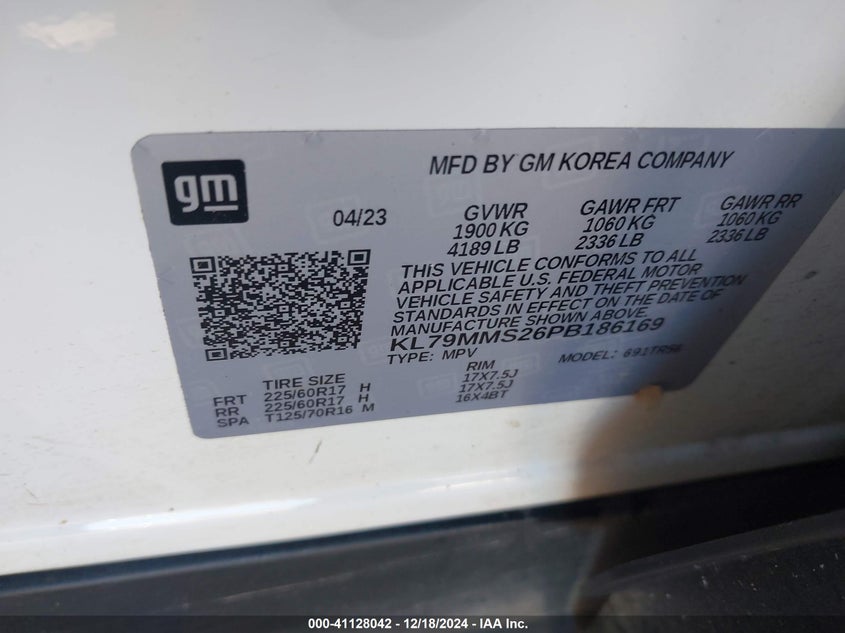 gm
MFD BY GM KOREA COMPANY
04/23 GVWR GAWR FRT GAWR RR
1900 KG 1060 KG 1060 KG
4189 LB 2336 LB 2336 LB
THIS VEHICLE CONFORMS TO ALL
APPLICABLE U.S. FEDERAL MOTOR
VEHICLE SAFETY AND THEFT PREVENTION
STANDARDS IN EFFECT ON THE DATE OF
MANUFACTURE SHOWN ABOVE.
KL79MMS26PB186169
TYPE: MPV MODEL: 691TR56
TIRE SIZE RIM
FRT 225/60R17 H 17X7.5J
RR 225/60R17 H 17X7.5J
SPA T125/70R16 M 16X4BT
000-41128042 / 12/18/2024 - IAA Inc.